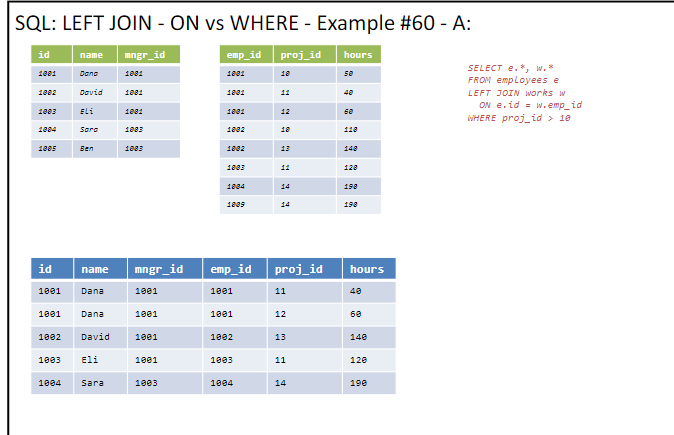 SQL: LEFT JOIN - ON vs WHERE - Example #60 - A:
id name mngr_id
1001 Dana 1001
1002 David 1001
1003 Eli 1001
1004 Sara 1003
1005 Ben 1003
emp_id proj_id hours
1001 10 50
1001 11 40
1001 12 60
1002 10 110
1002 13 140
1003 11 120
1004 14 190
1009 14 190
SELECT e.*, w.*
FROM employees e
LEFT JOIN works w
ON e.id = w.emp_id
WHERE proj_id > 10
id name mngr_id emp_id proj_id hours
1001 Dana 1001 1001 11 40
1001 Dana 1001 1001 12 60
1002 David 1001 1002 13 140
1003 Eli 1001 1003 11 120
1004 Sara 1003 1004 14 190